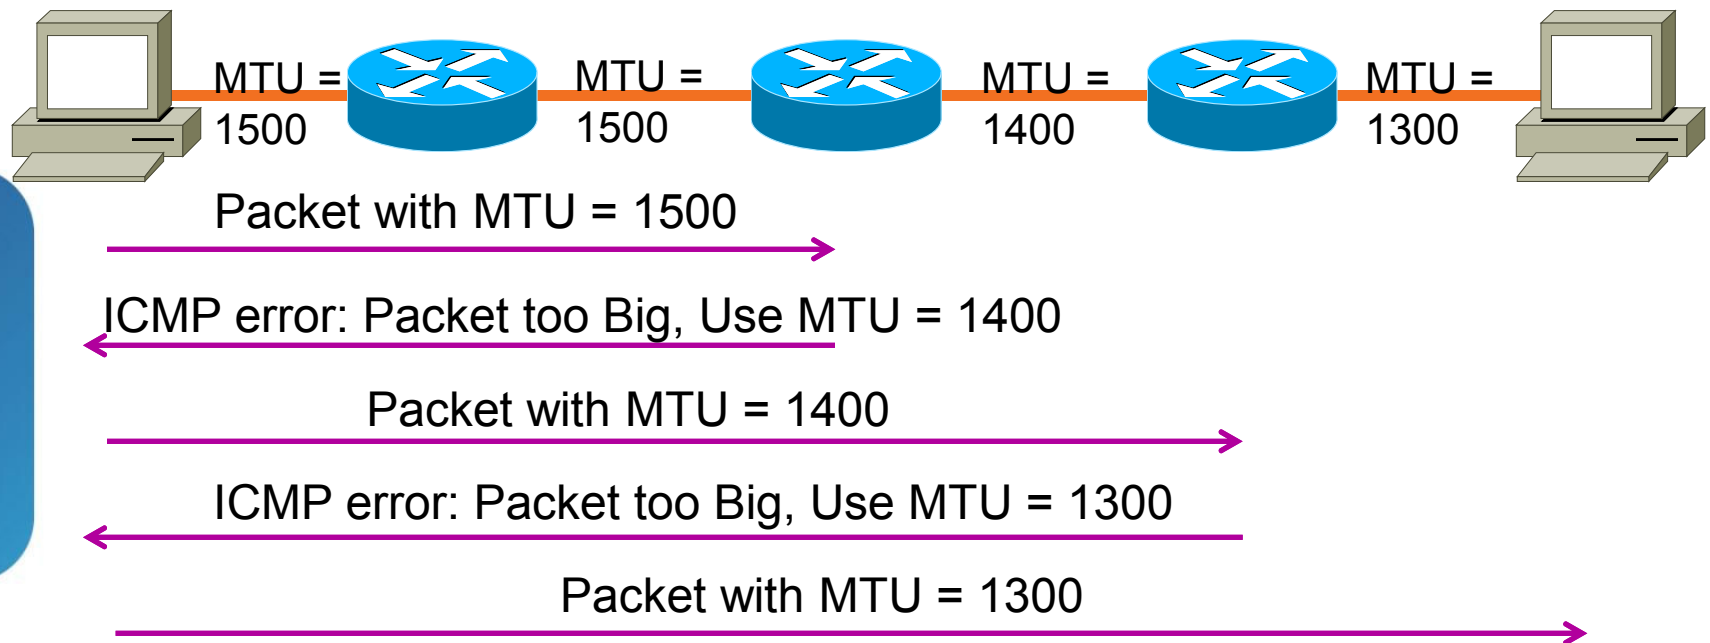 MTU =
1500
MTU =
1500
MTU =
1400
MTU =
1300
Packet with MTU = 1500
ICMP error: Packet too Big, Use MTU = 1400
Packet with MTU = 1400
ICMP error: Packet too Big, Use MTU = 1300
Packet with MTU = 1300